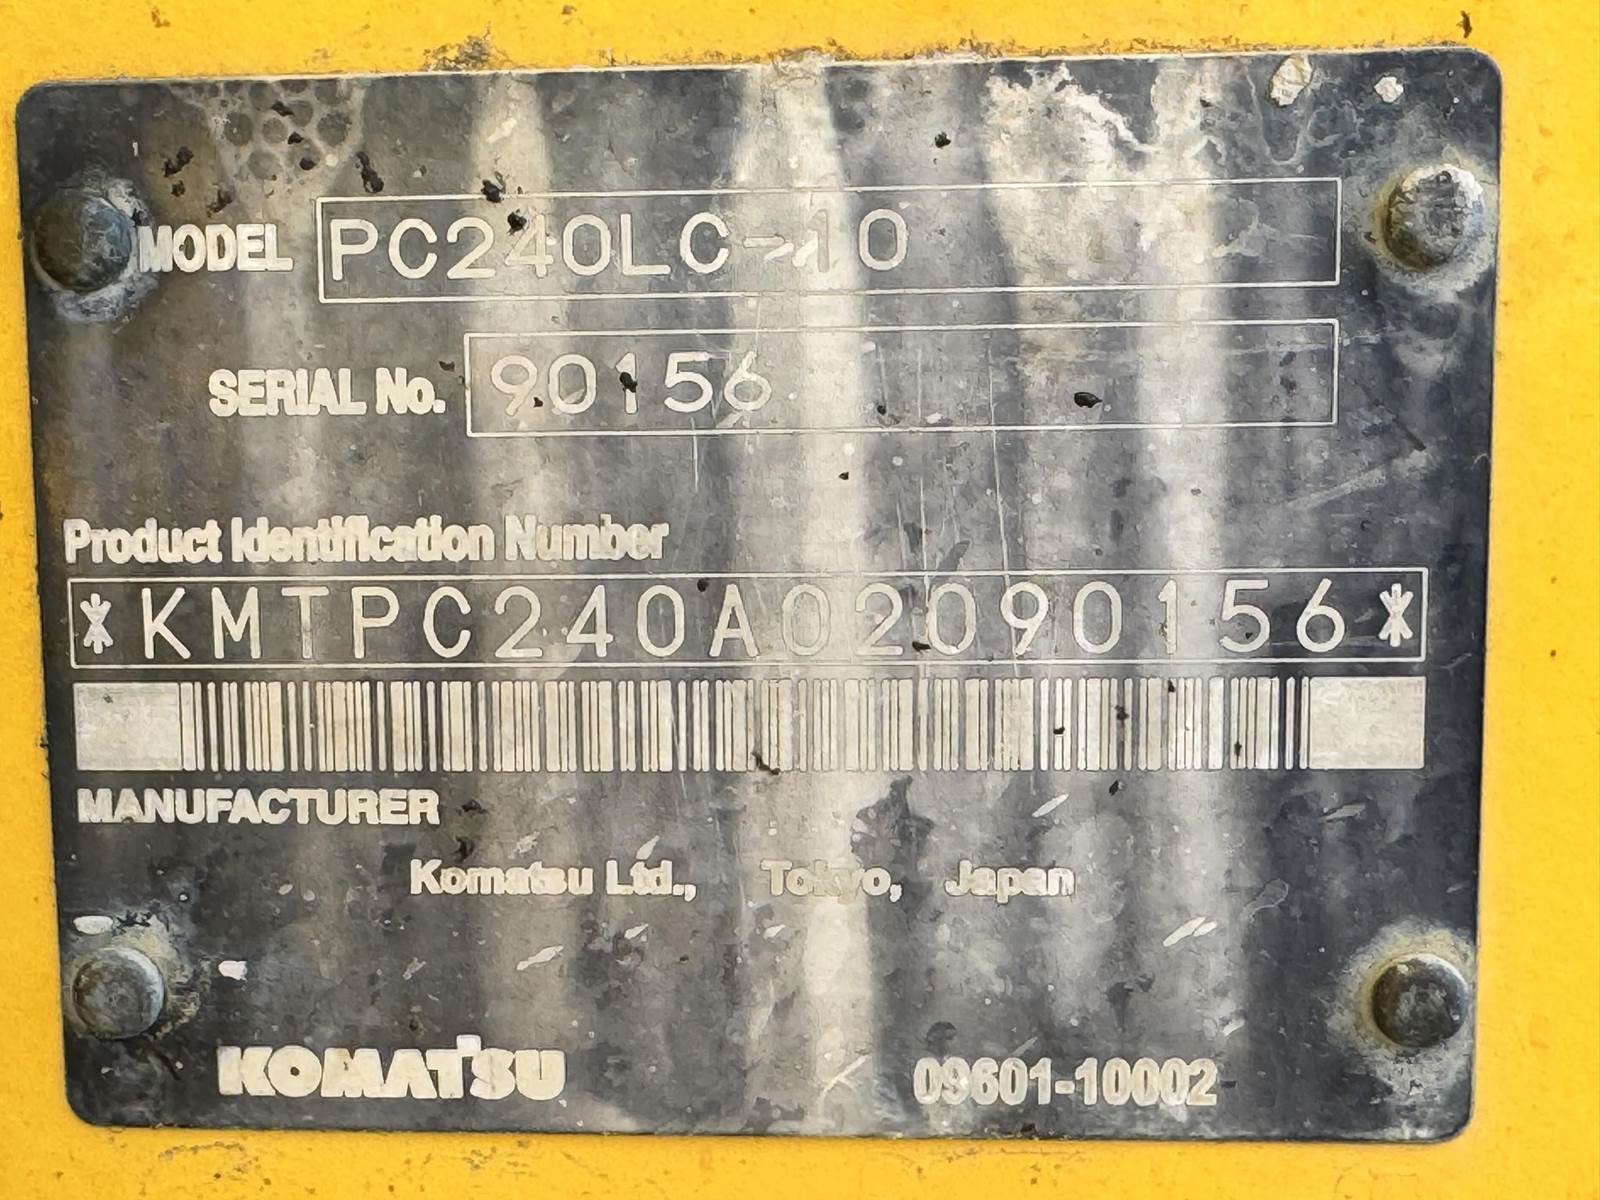 MODEL PC240LC-10
SERIAL No. 90156
Product Identification Number
*KMTPC240A02090156*
MANUFACTURER
Komatsu Ltd., Tokyo, Japan
KOMATSU 09601-10002